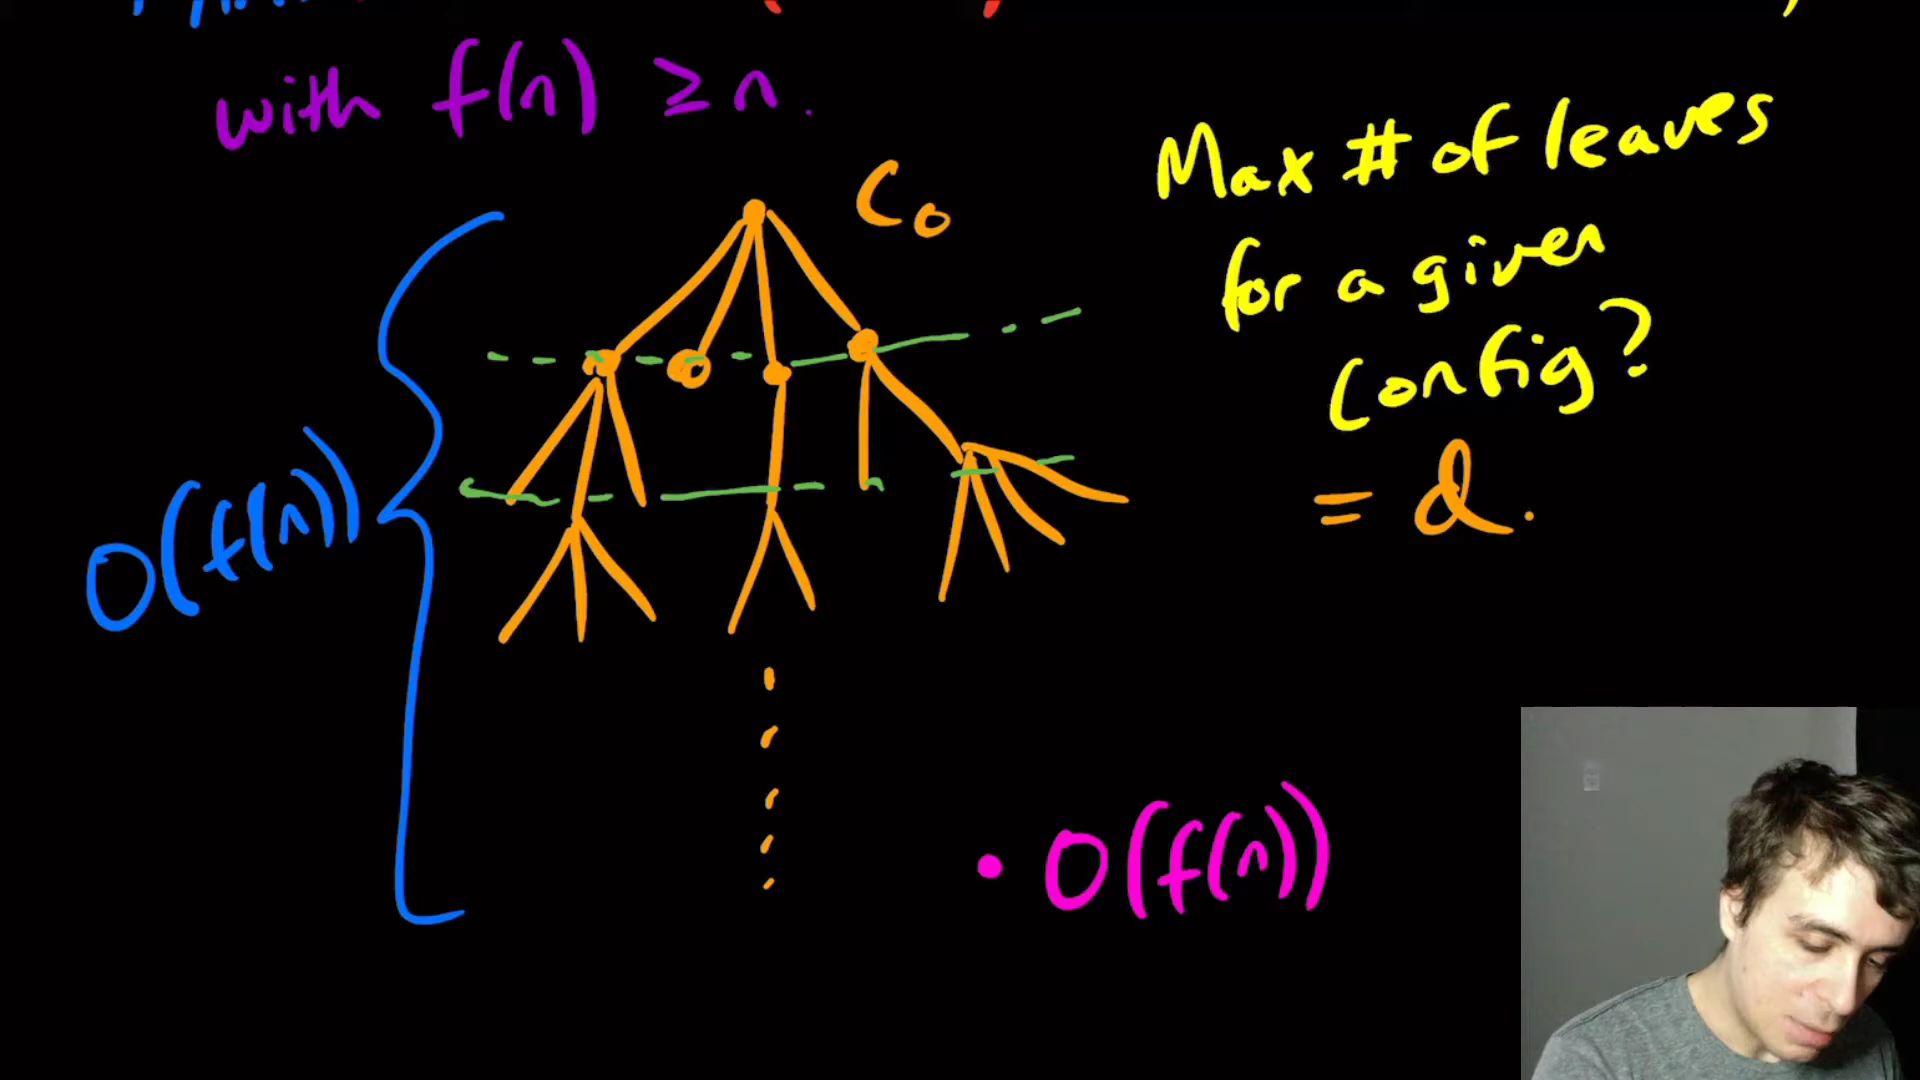 with f(n) ≥ n.
C₀
Max # of leaves
for a given
config?
= d.
O(f(n))
• O(f(n))